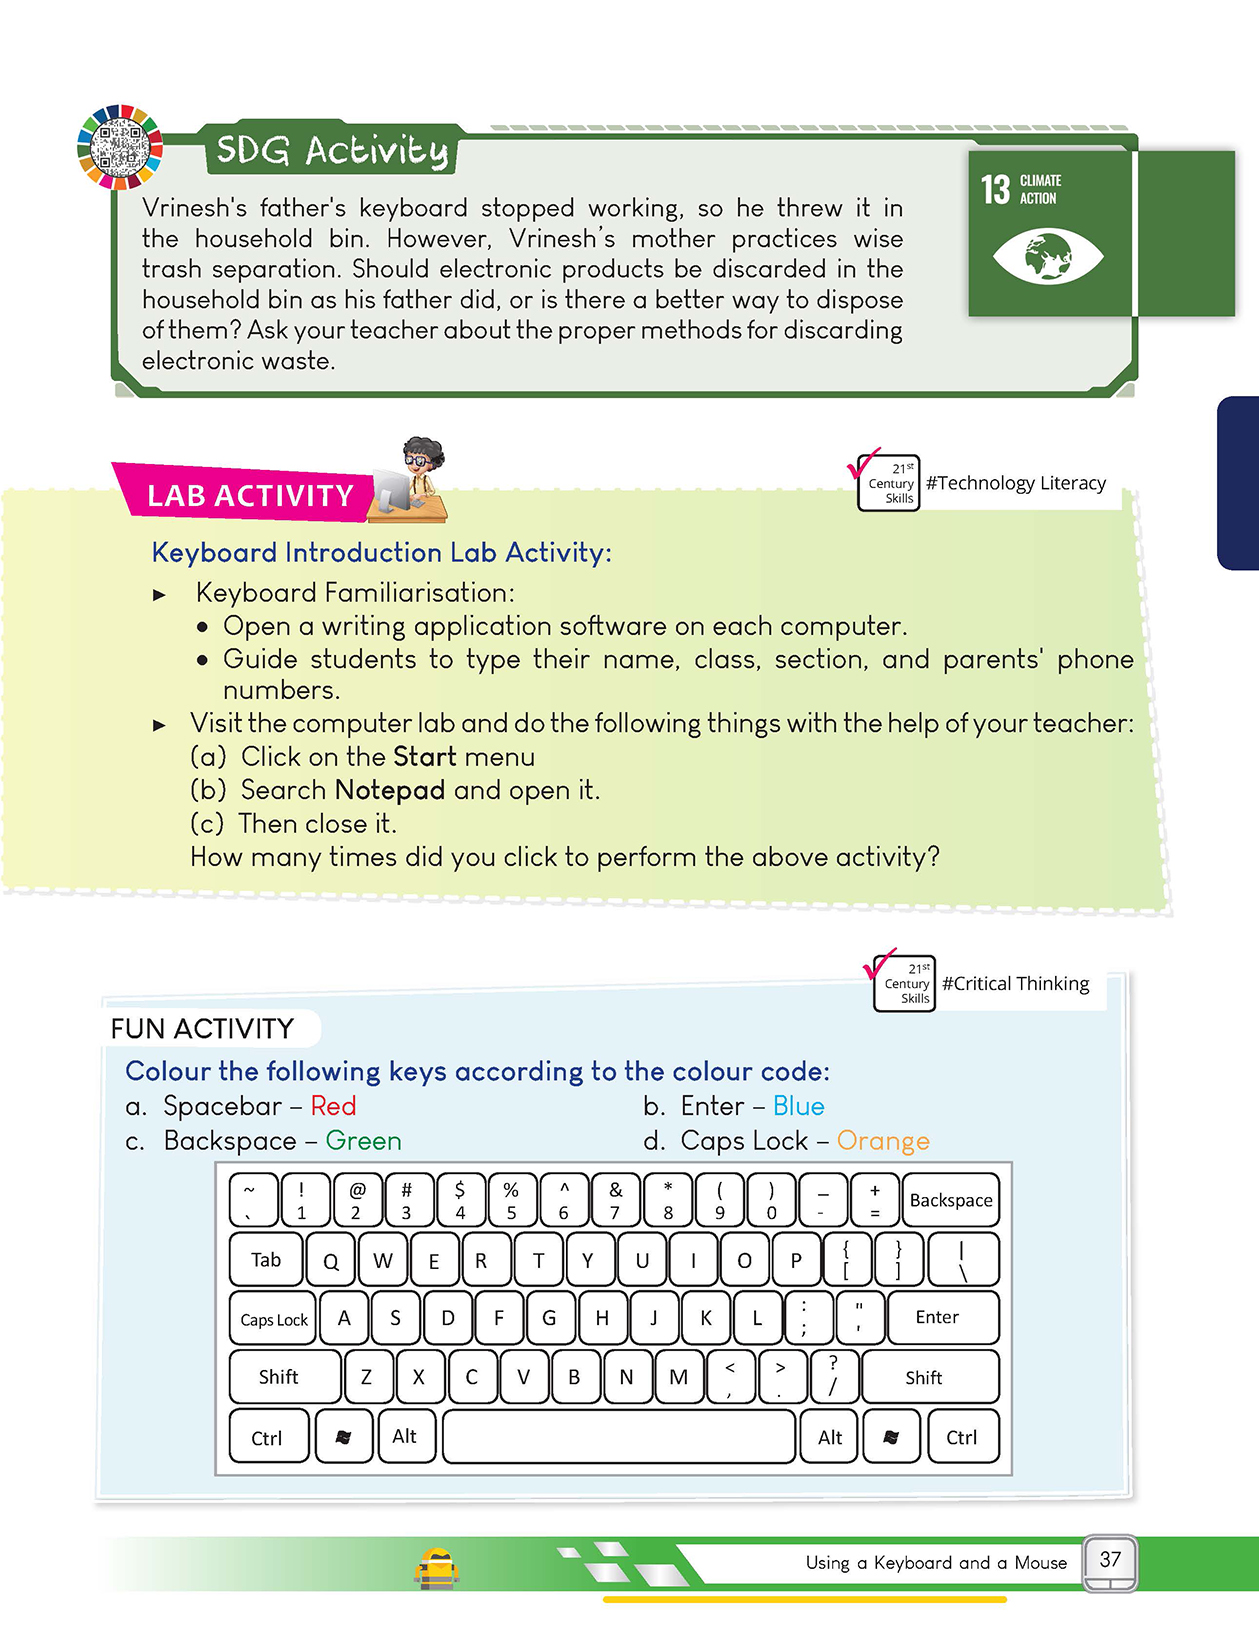 SDG Activity
13 CLIMATE
ACTION
Vrinesh's father's keyboard stopped working, so he threw it in
the household bin. However, Vrinesh’s mother practices wise
trash separation. Should electronic products be discarded in the
household bin as his father did, or is there a better way to dispose
of them? Ask your teacher about the proper methods for discarding
electronic waste.
LAB ACTIVITY
21st
Century
Skills
#Technology Literacy
Keyboard Introduction Lab Activity:
► Keyboard Familiarisation:
• Open a writing application software on each computer.
• Guide students to type their name, class, section, and parents' phone
numbers.
► Visit the computer lab and do the following things with the help of your teacher:
(a) Click on the Start menu
(b) Search Notepad and open it.
(c) Then close it.
How many times did you click to perform the above activity?
21st
Century
Skills
#Critical Thinking
FUN ACTIVITY
Colour the following keys according to the colour code:
a. Spacebar – Red b. Enter – Blue
c. Backspace – Green d. Caps Lock – Orange
~ ! @ # $ % ^ & * ( ) _ + Backspace
` 1 2 3 4 5 6 7 8 9 0 - =
Tab Q W E R T Y U I O P { } |
[ ] \
Caps Lock A S D F G H J K L : " Enter
; '
Shift Z X C V B N M < > ? Shift
, . /
Ctrl Alt Alt Ctrl
Using a Keyboard and a Mouse 37